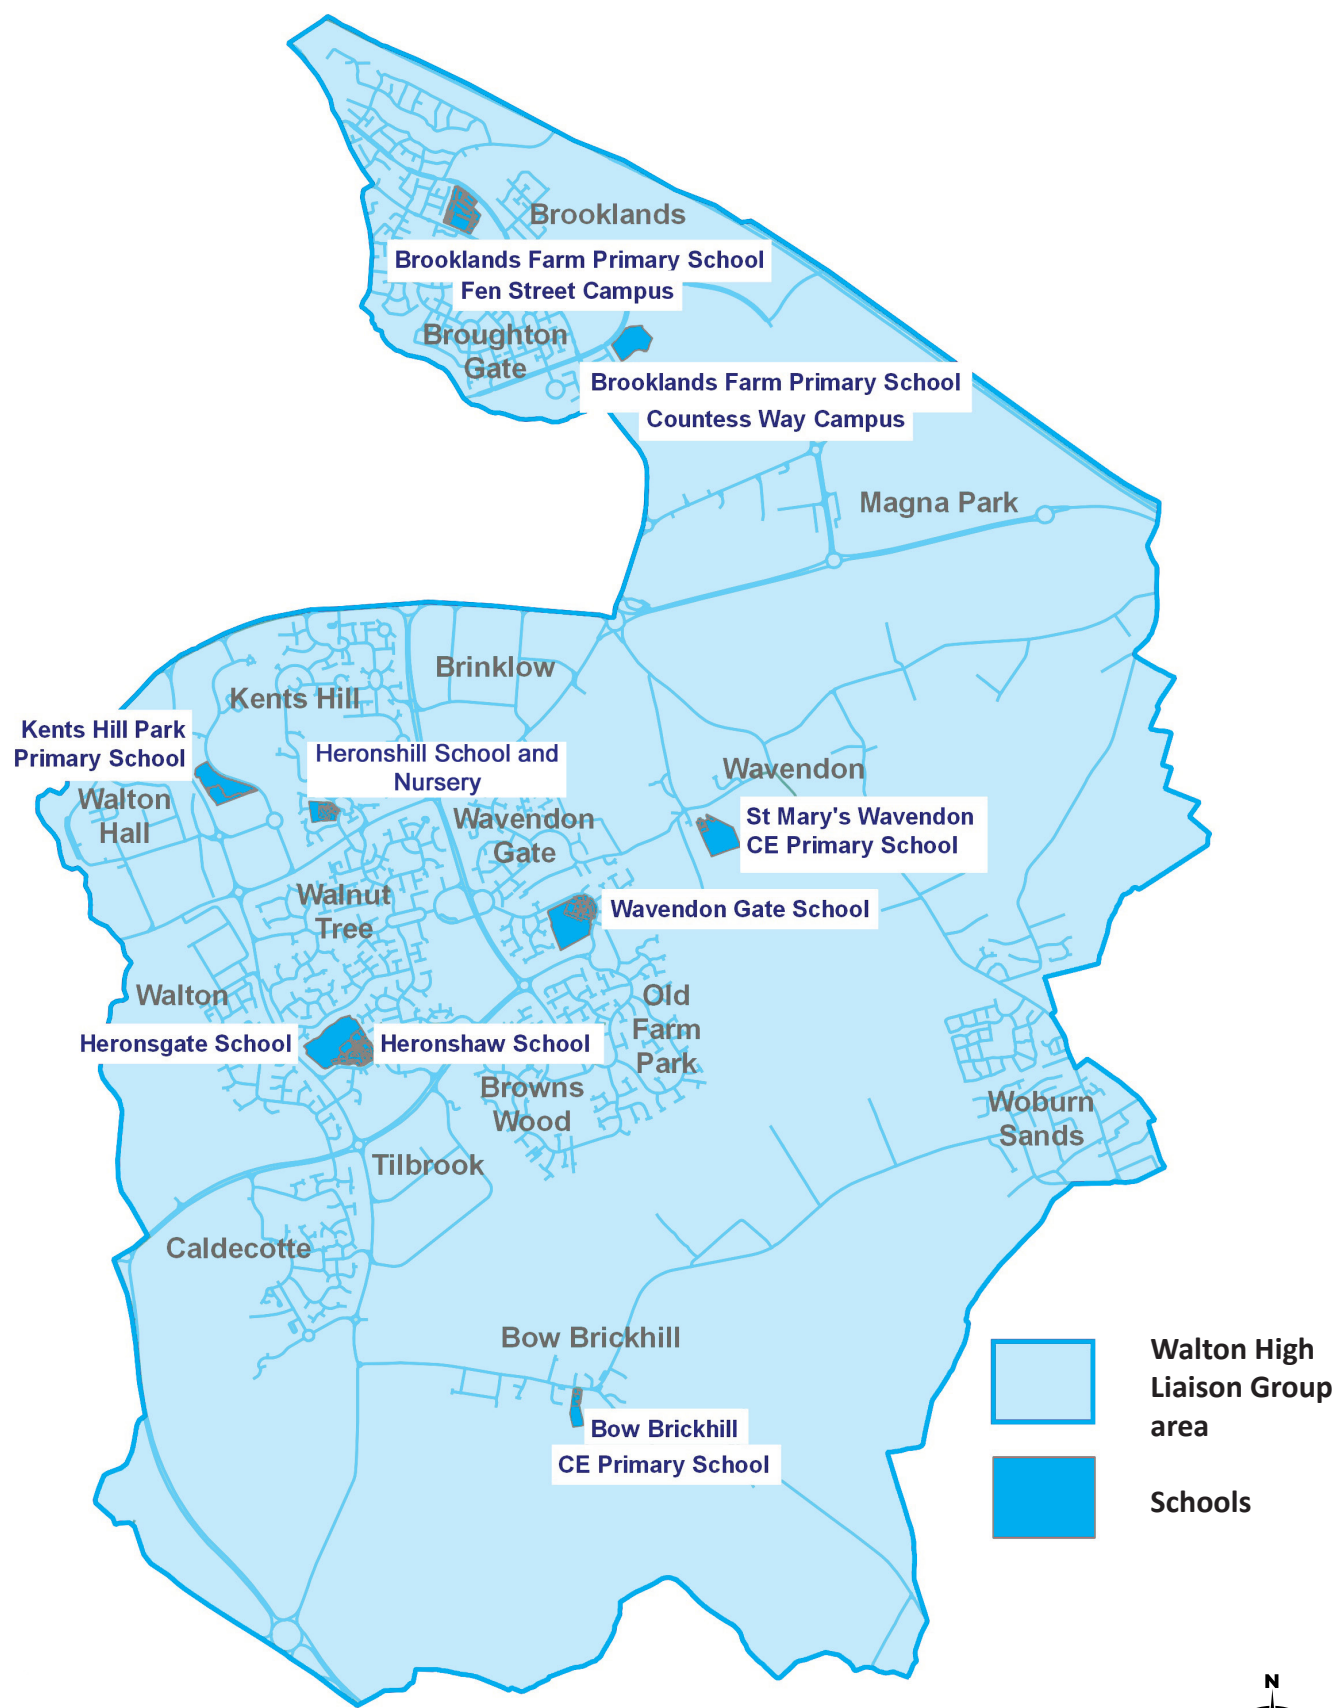 Brooklands
Brooklands Farm Primary School
Fen Street Campus
Broughton
Gate
Brooklands Farm Primary School
Countess Way Campus
Magna Park
Brinklow
Kents Hill
Kents Hill Park
Primary School
Heronshill School and
Nursery
Wavendon
Walton
Hall
Wavendon
Gate
St Mary's Wavendon
CE Primary School
Walnut
Tree
Wavendon Gate School
Walton
Old
Farm
Park
Heronsgate School
Heronshaw School
Browns
Wood
Woburn
Sands
Tilbrook
Caldecotte
Bow Brickhill
Bow Brickhill
CE Primary School
Walton High
Liaison Group
area
Schools
N